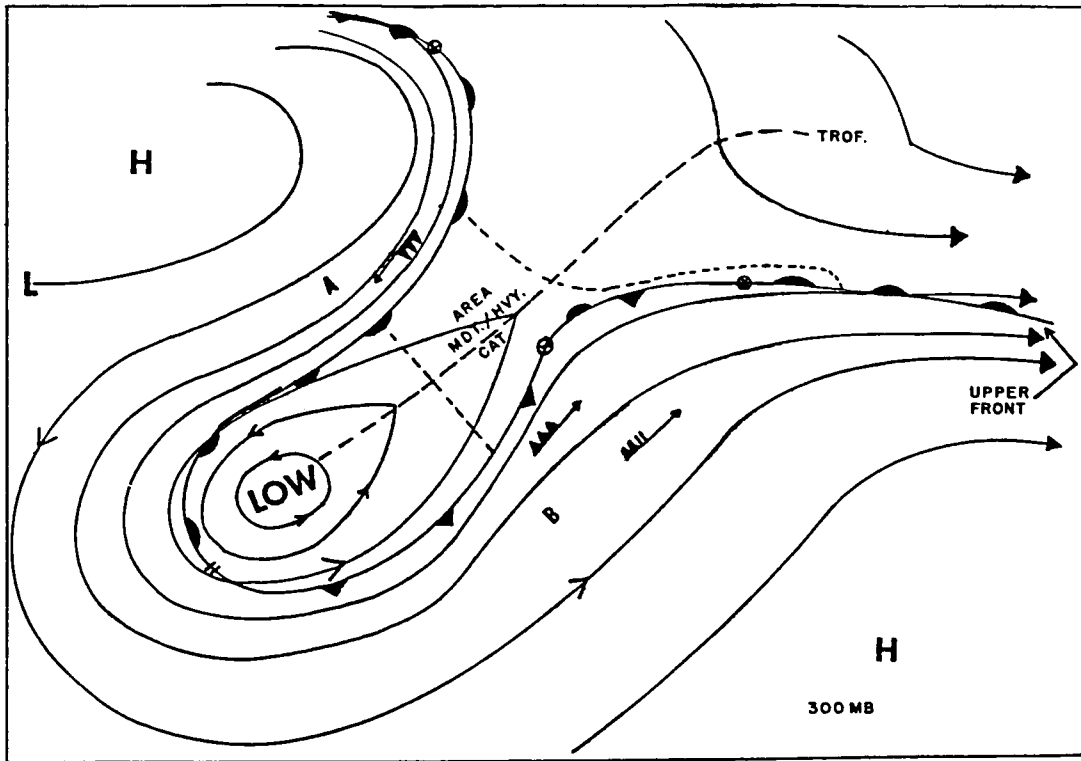 H
TROF.
L
A
AREA
MDT./HVY.
CAT
UPPER
FRONT
LOW
B
H
300 MB